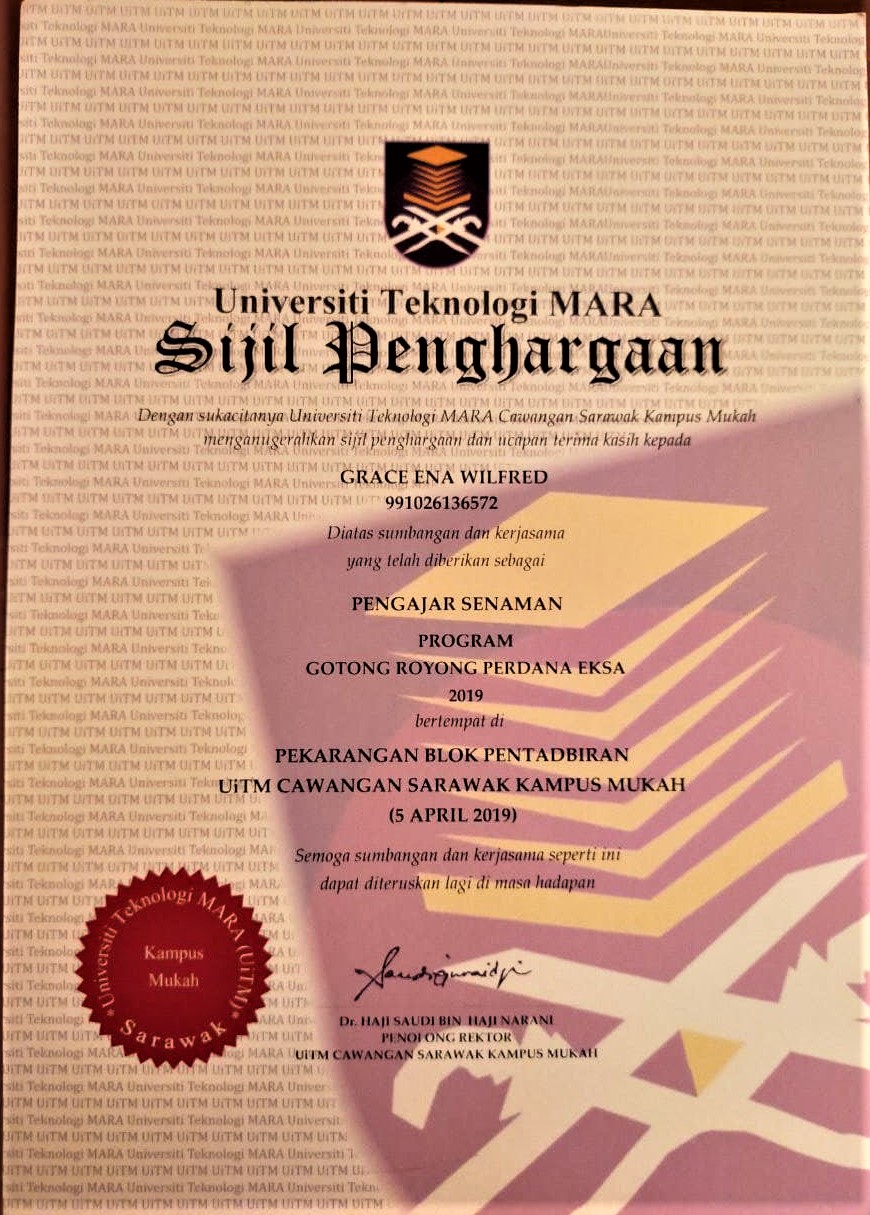 Universiti Teknologi MARA
Sijil Penghargaan
Dengan sukacitanya Universiti Teknologi MARA Cawangan Sarawak Kampus Mukah
menganugerahkan sijil penghargaan dan ucapan terima kasih kepada
GRACE ENA WILFRED
991026136572
Diatas sumbangan dan kerjasama
yang telah diberikan sebagai
PENGAJAR SENAMAN
PROGRAM
GOTONG ROYONG PERDANA EKSA
2019
bertempat di
PEKARANGAN BLOK PENTADBIRAN
UiTM CAWANGAN SARAWAK KAMPUS MUKAH
(5 APRIL 2019)
Semoga sumbangan dan kerjasama seperti ini
dapat diteruskan lagi di masa hadapan
*Universiti Teknologi MARA (UiTM)*
Kampus
Mukah
Sarawak
Dr. HAJI SAUDI BIN HAJI NARANI
PENOLONG REKTOR
UiTM CAWANGAN SARAWAK KAMPUS MUKAH